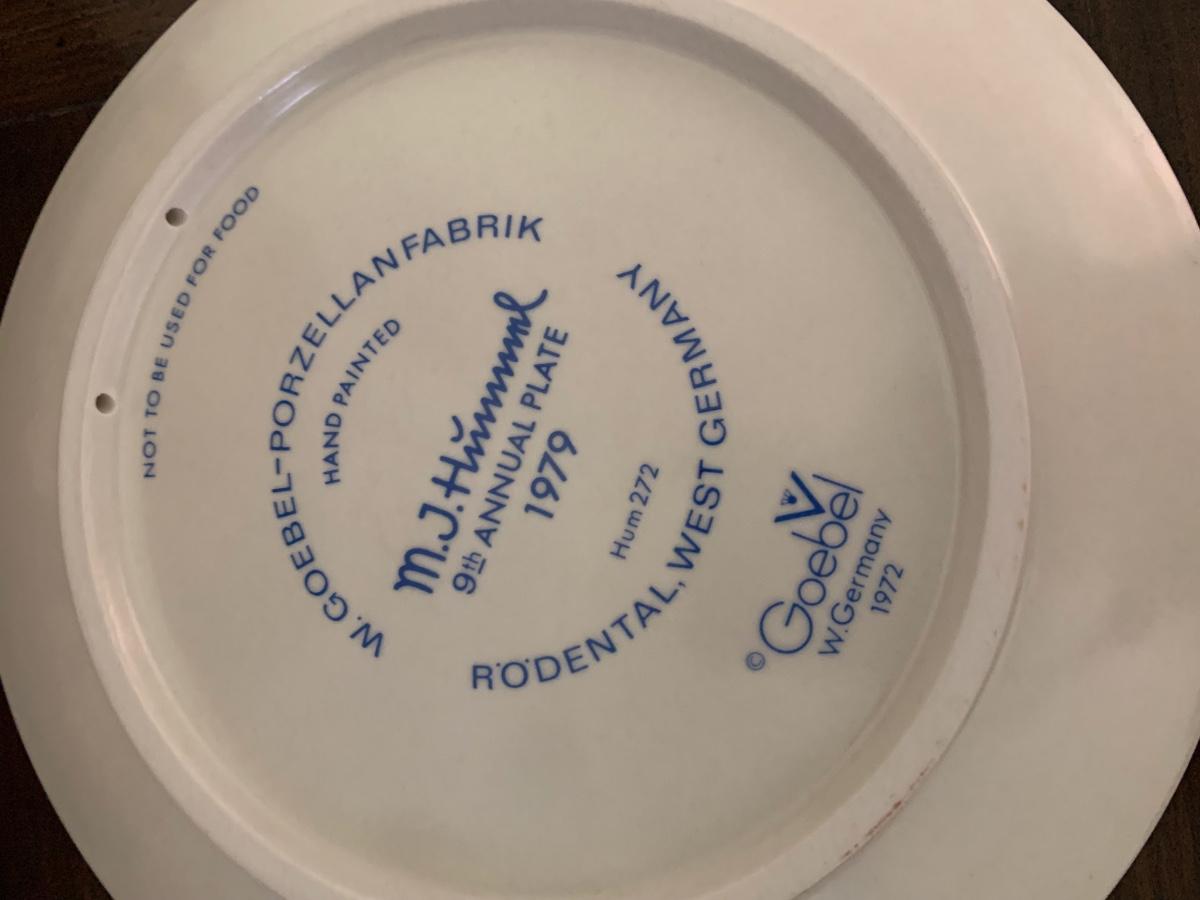 NOT TO BE USED FOR FOOD
W. GOEBEL-PORZELLANFABRIK
HAND PAINTED
M.J.Hümmel
9th ANNUAL PLATE
1979
Hum 272
RÖDENTAL, WEST GERMANY
© Goebel
W.Germany
1972